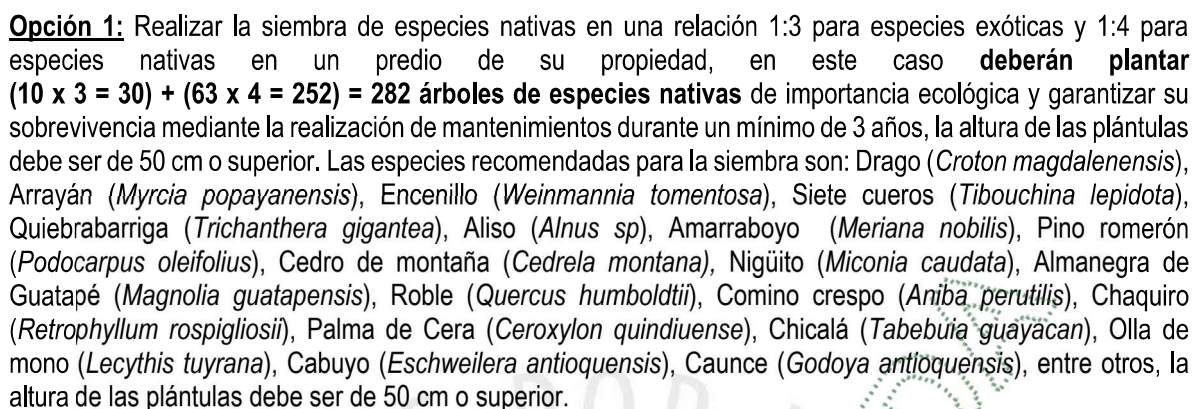 Opción 1: Realizar la siembra de especies nativas en una relación 1:3 para especies exóticas y 1:4 para
especies nativas en un predio de su propiedad, en este caso deberán plantar
(10 x 3 = 30) + (63 x 4 = 252) = 282 árboles de especies nativas de importancia ecológica y garantizar su
sobrevivencia mediante la realización de mantenimientos durante un mínimo de 3 años, la altura de las plántulas
debe ser de 50 cm o superior. Las especies recomendadas para la siembra son: Drago (Croton magdalenensis),
Arrayán (Myrcia popayanensis), Encenillo (Weinmannia tomentosa), Siete cueros (Tibouchina lepidota),
Quiebrabarriga (Trichanthera gigantea), Aliso (Alnus sp), Amarraboyo (Meriana nobilis), Pino romerón
(Podocarpus oleifolius), Cedro de montaña (Cedrela montana), Nigüito (Miconia caudata), Almanegra de
Guatapé (Magnolia guatapensis), Roble (Quercus humboldtii), Comino crespo (Aniba perutilis), Chaquiro
(Retrophyllum rospigliosii), Palma de Cera (Ceroxylon quindiuense), Chicalá (Tabebuia guayacan), Olla de
mono (Lecythis tuyrana), Cabuyo (Eschweilera antioquensis), Caunce (Godoya antioquensis), entre otros, la
altura de las plántulas debe ser de 50 cm o superior.